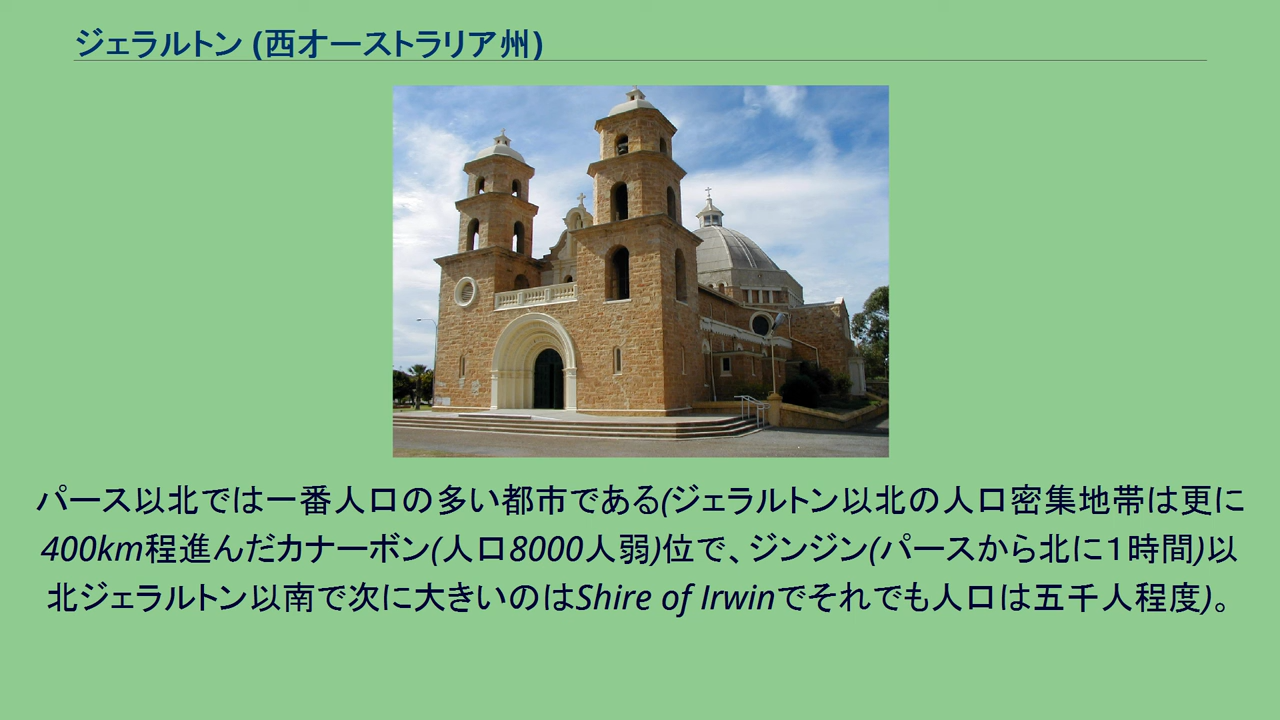 ジェラルトン (西オーストラリア州)
パース以北では一番人口の多い都市である(ジェラルトン以北の人口密集地帯は更に
400km程進んだカナーボン(人口8000人弱)位で、ジンジン(パースから北に１時間)以
北ジェラルトン以南で次に大きいのはShire of Irwinでそれでも人口は五千人程度)。